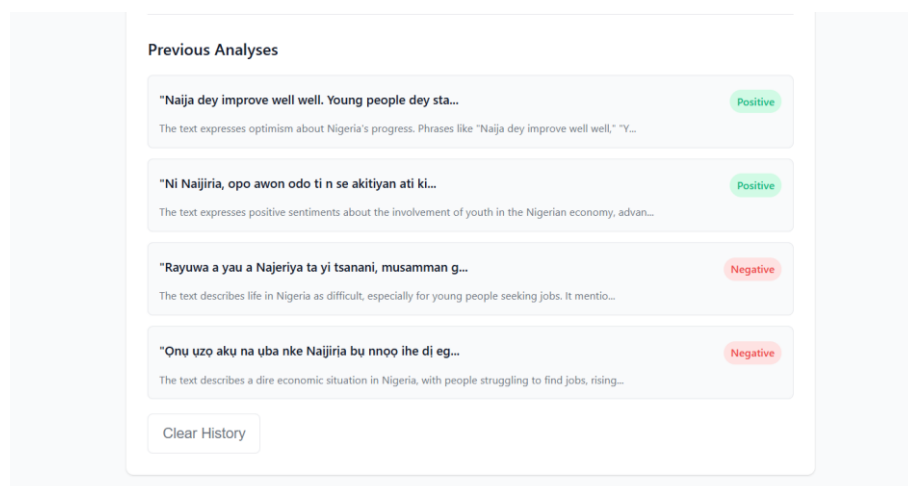 Previous Analyses
"Naija dey improve well well. Young people dey sta...
Positive
The text expresses optimism about Nigeria's progress. Phrases like "Naija dey improve well well," "Y...
"Ni Naijiria, opo awon odo ti n se akitiyan ati ki...
Positive
The text expresses positive sentiments about the involvement of youth in the Nigerian economy, advan...
"Rayuwa a yau a Najeriya ta yi tsanani, musamman g...
Negative
The text describes life in Nigeria as difficult, especially for young people seeking jobs. It mentio...
"Ọnụ ụzọ akụ na ụba nke Naijirịa bụ nnọọ ihe dị eg...
Negative
The text describes a dire economic situation in Nigeria, with people struggling to find jobs, rising...
Clear History